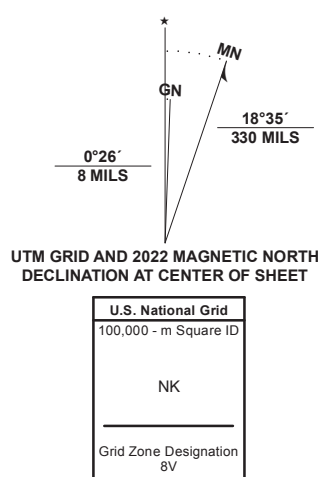 ★
MN
GN
18°35´
330 MILS
0°26´
8 MILS
UTM GRID AND 2022 MAGNETIC NORTH
DECLINATION AT CENTER OF SHEET
U.S. National Grid
100,000 - m Square ID
NK
Grid Zone Designation
8V